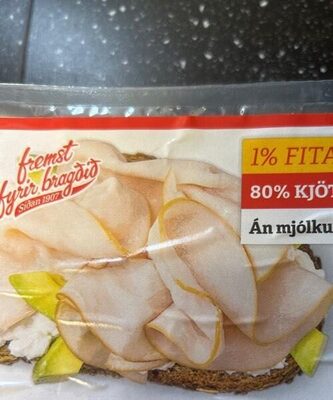 fremst
fyrir bragðið
Síðan 1907
1% FITA
80% KJÖT
Án mjólku